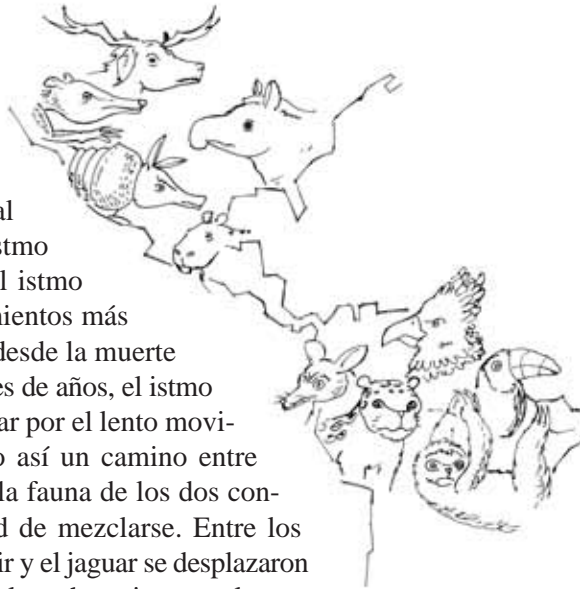 al
stmo
l istmo
mientos más
desde la muerte
es de años, el istmo
ar por el lento movi-
o así un camino entre
la fauna de los dos con-
d de mezclarse. Entre los
ir y el jaguar se desplazaron